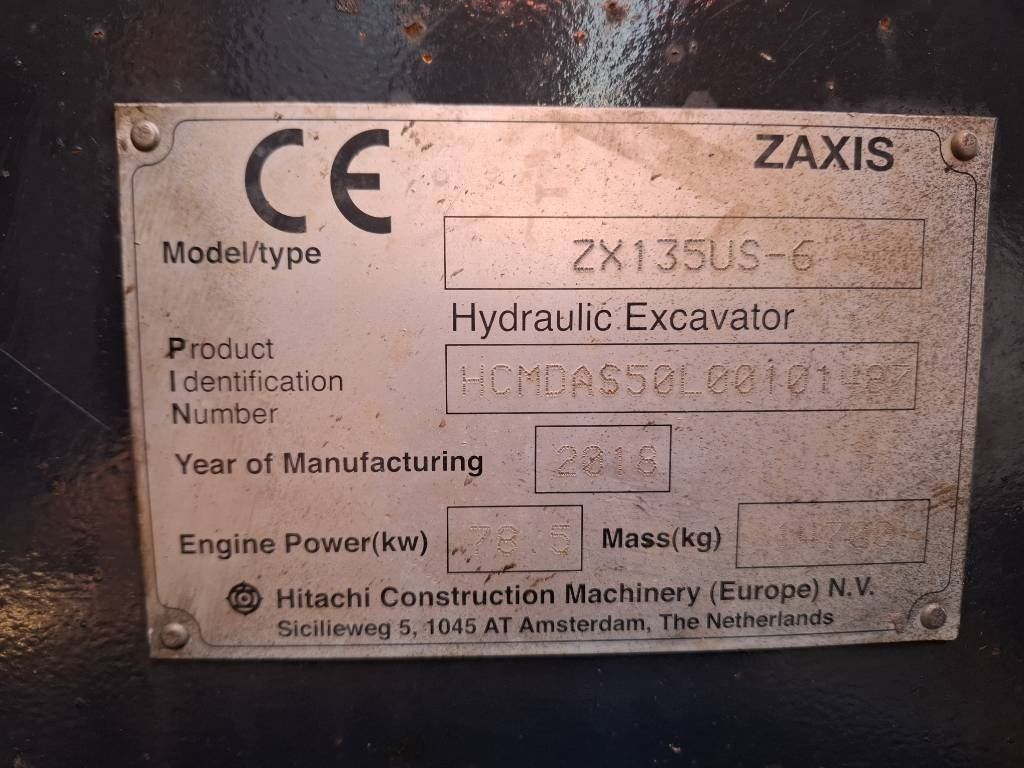 CE ZAXIS
Model/type ZX135US-6
Hydraulic Excavator
Product
Identification
Number
Year of Manufacturing 2018
Engine Power(kw) 78.5 Mass(kg)
Hitachi Construction Machinery (Europe) N.V.
Sicilieweg 5, 1045 AT Amsterdam, The Netherlands